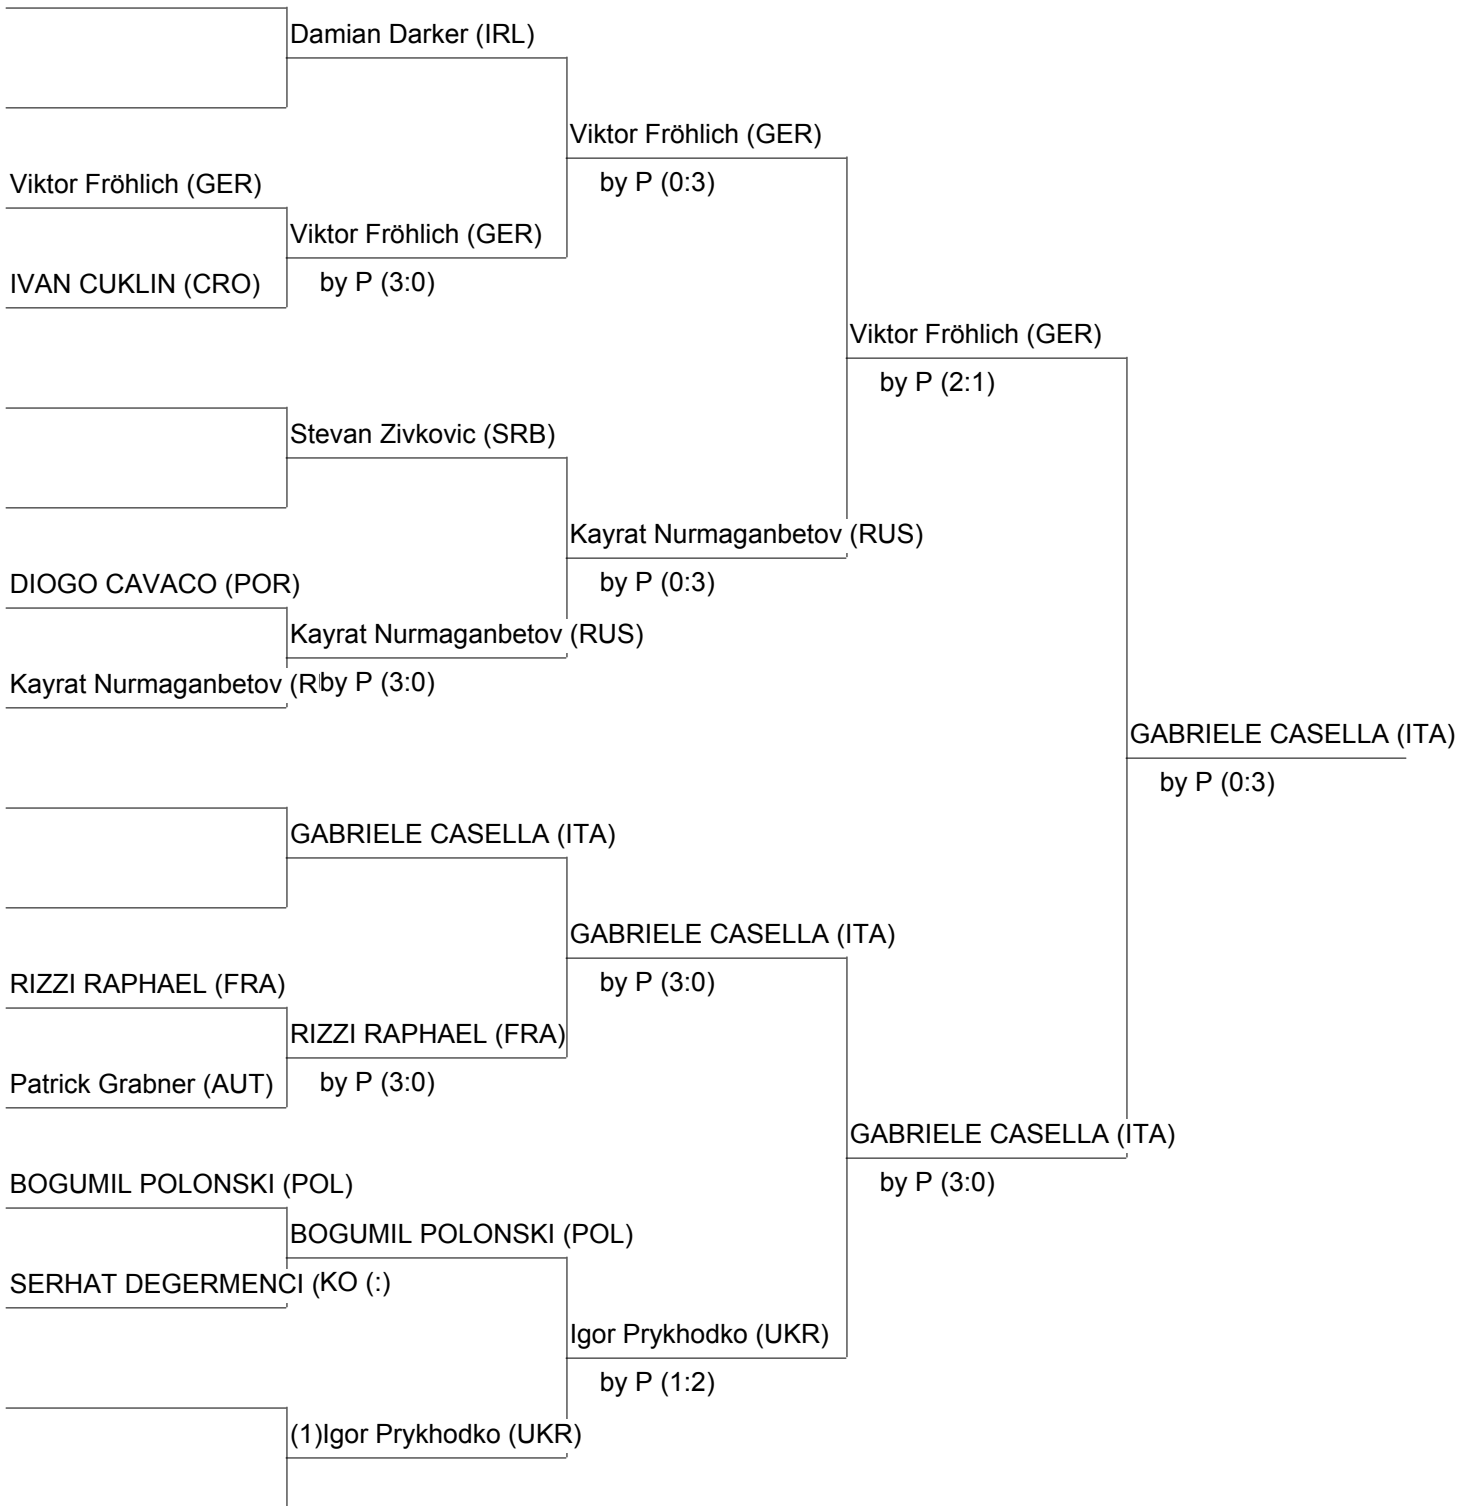 Damian Darker (IRL)
Viktor Fröhlich (GER)
by P (0:3)
Viktor Fröhlich (GER)
Viktor Fröhlich (GER)
by P (3:0)
IVAN CUKLIN (CRO)
Viktor Fröhlich (GER)
by P (2:1)
Stevan Zivkovic (SRB)
Kayrat Nurmaganbetov (RUS)
by P (0:3)
DIOGO CAVACO (POR)
Kayrat Nurmaganbetov (RUS)
by P (3:0)
Kayrat Nurmaganbetov (R
GABRIELE CASELLA (ITA)
by P (0:3)
GABRIELE CASELLA (ITA)
GABRIELE CASELLA (ITA)
by P (3:0)
RIZZI RAPHAEL (FRA)
RIZZI RAPHAEL (FRA)
by P (3:0)
Patrick Grabner (AUT)
GABRIELE CASELLA (ITA)
by P (3:0)
BOGUMIL POLONSKI (POL)
BOGUMIL POLONSKI (POL)
SERHAT DEGERMENCI (
KO (:)
Igor Prykhodko (UKR)
by P (1:2)
(1)Igor Prykhodko (UKR)